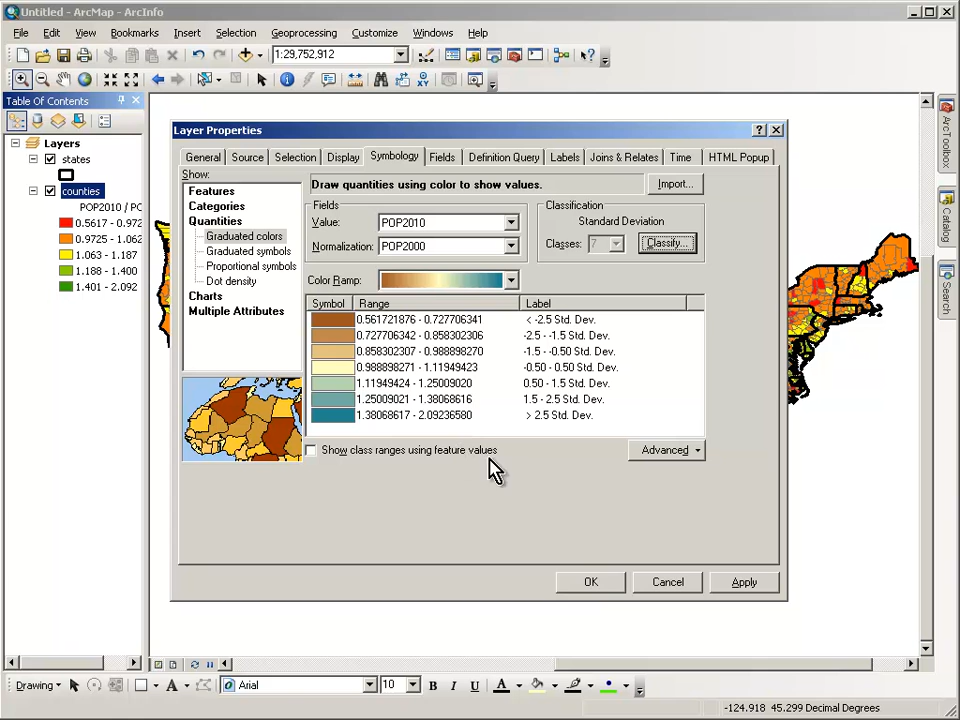 Untitled - ArcMap - ArcInfo
File Edit View Bookmarks Insert Selection Geoprocessing Customize Windows Help
1:29,752,912
Table Of Contents
Layers
states
counties
POP2010 / PO
0.5617 - 0.972
0.9725 - 1.062
1.063 - 1.187
1.188 - 1.400
1.401 - 2.092
Layer Properties
General Source Selection Display Symbology Fields Definition Query Labels Joins & Relates Time HTML Popup
Show:
Features
Categories
Quantities
Graduated colors
Graduated symbols
Proportional symbols
Dot density
Charts
Multiple Attributes
Draw quantities using color to show values.
Import...
Fields
Value: POP2010
Normalization: POP2000
Classification
Standard Deviation
Classes: 7
Classify...
Color Ramp:
Symbol Range Label
0.561721876 - 0.727706341 < -2.5 Std. Dev.
0.727706342 - 0.858302306 -2.5 - -1.5 Std. Dev.
0.858302307 - 0.988898270 -1.5 - -0.50 Std. Dev.
0.988898271 - 1.11949423 -0.50 - 0.50 Std. Dev.
1.11949424 - 1.25009020 0.50 - 1.5 Std. Dev.
1.25009021 - 1.38068616 1.5 - 2.5 Std. Dev.
1.38068617 - 2.09236580 > 2.5 Std. Dev.
Show class ranges using feature values
Advanced
OK Cancel Apply
ArcToolbox
Catalog
Search
Drawing
Arial
10
B I U A
-124.918 45.299 Decimal Degrees